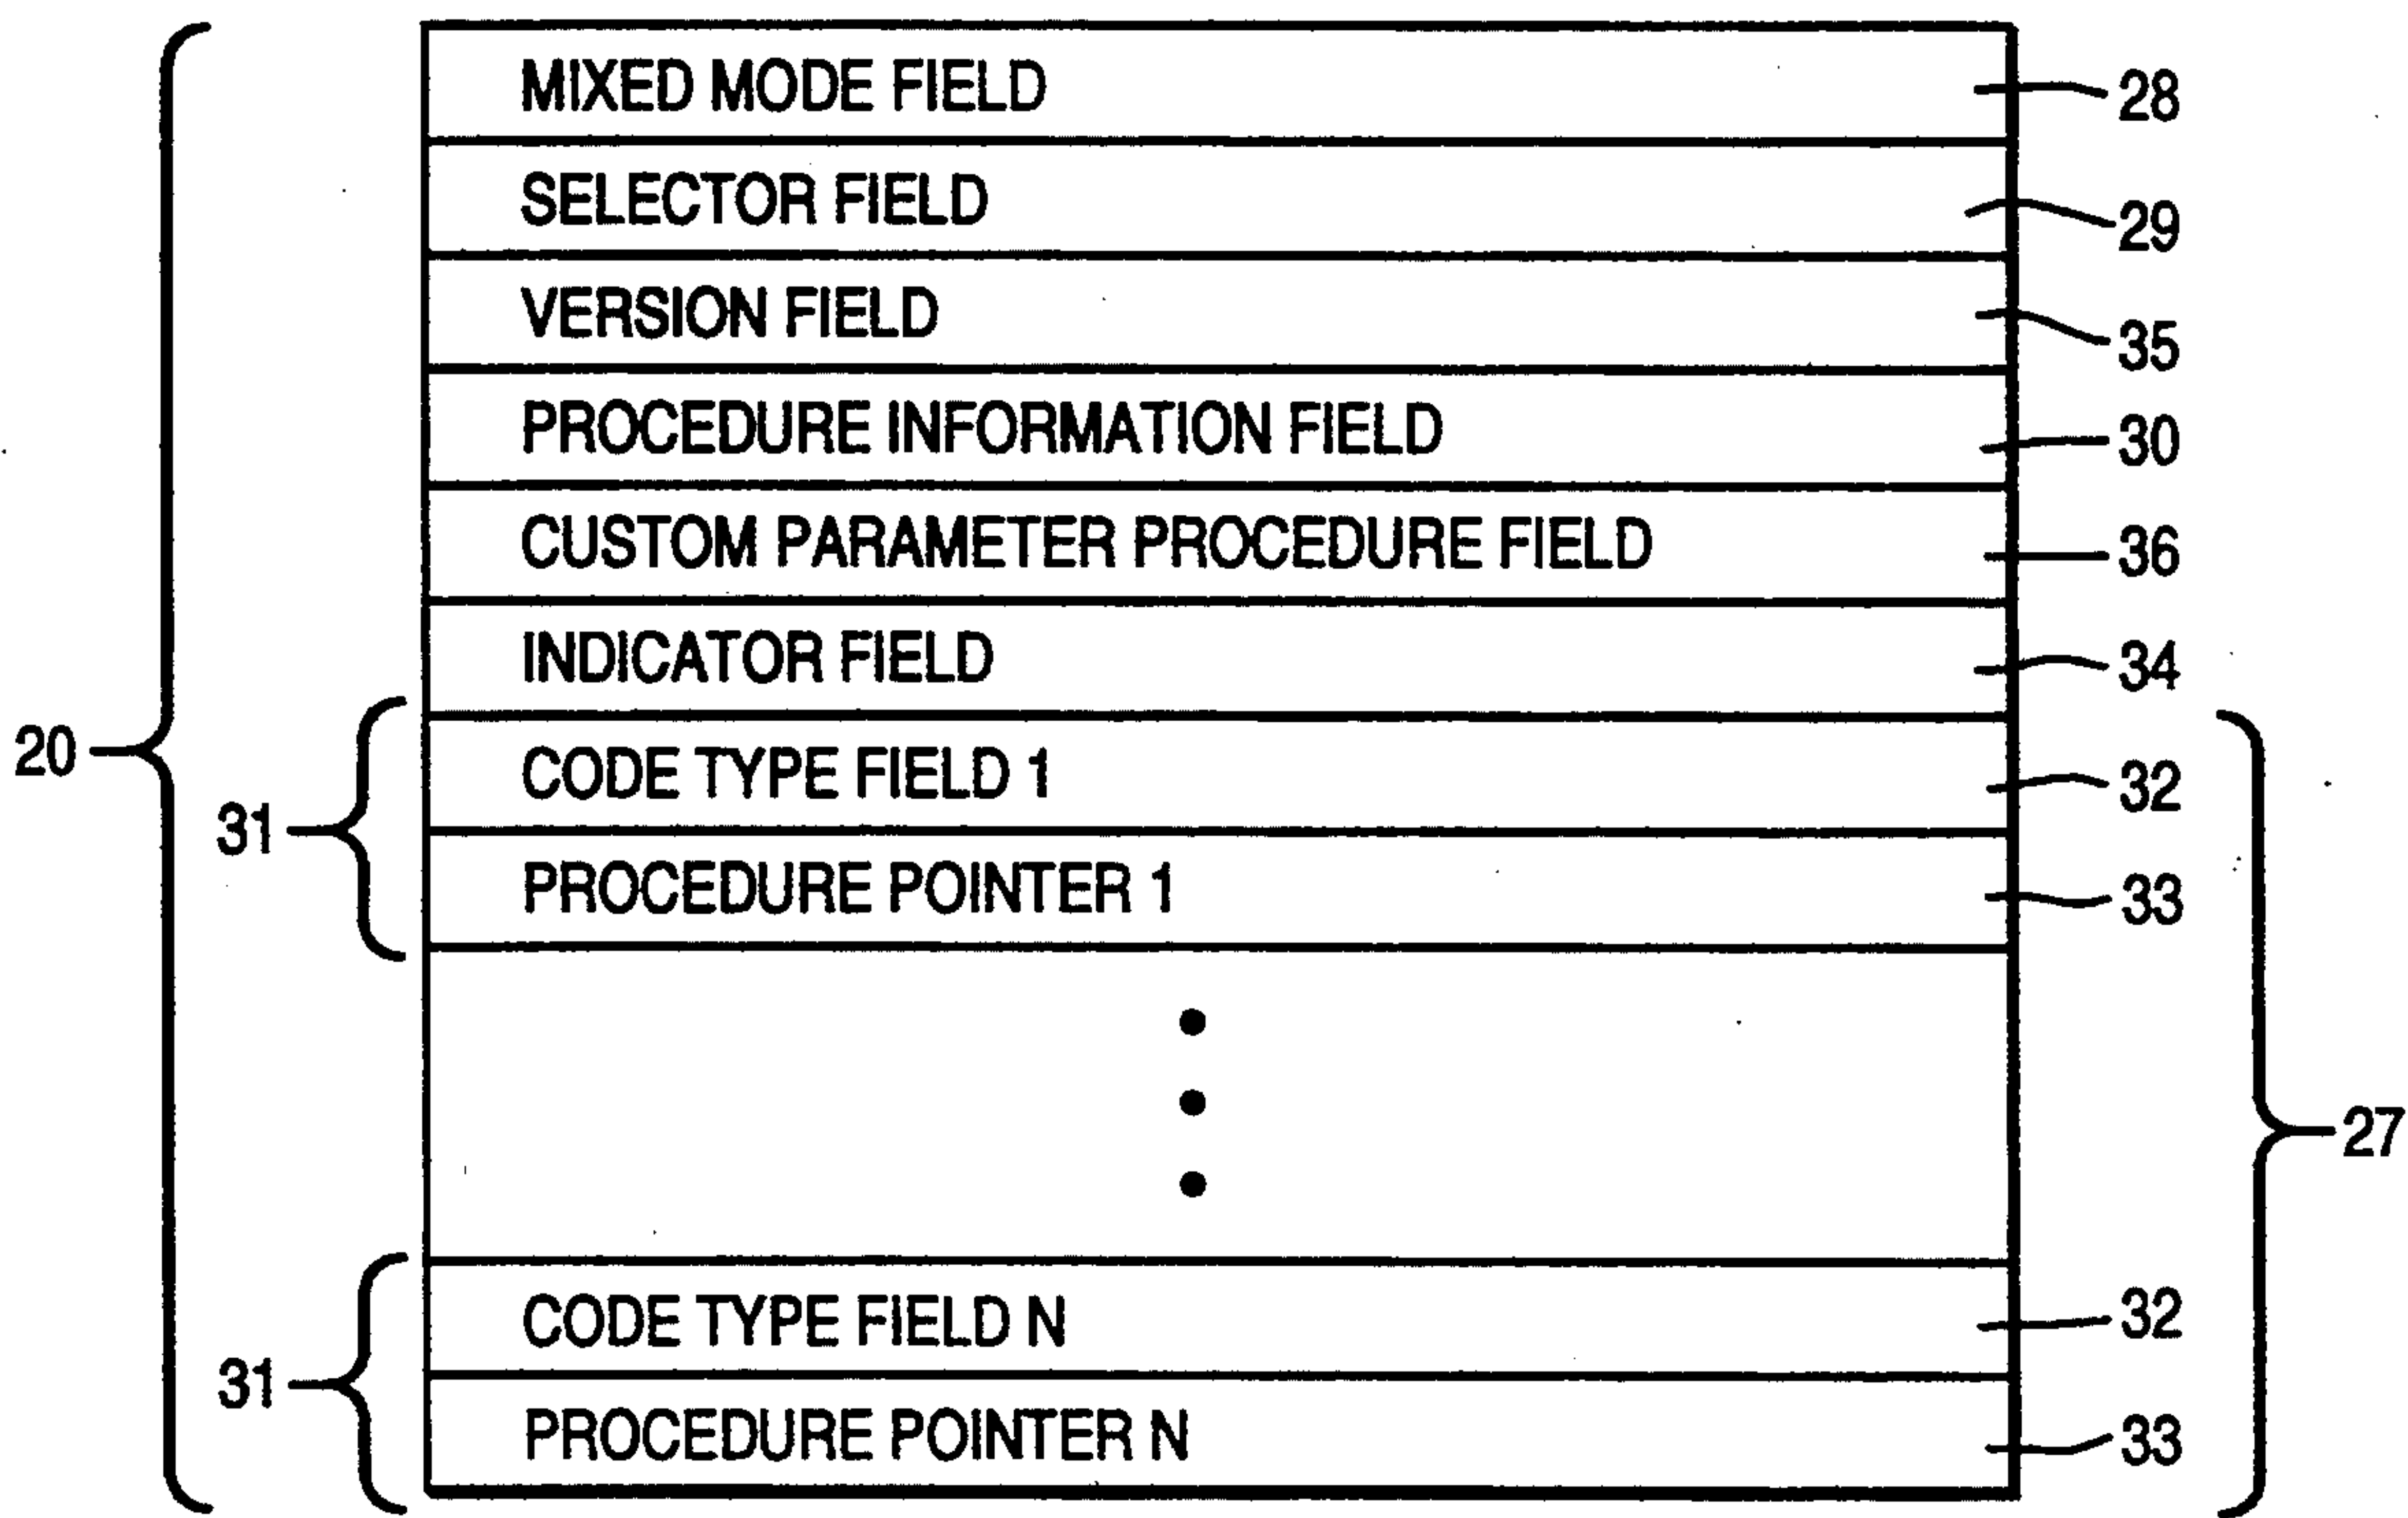 MIXED MODE FIELD 28
SELECTOR FIELD 29
VERSION FIELD 35
PROCEDURE INFORMATION FIELD 30
CUSTOM PARAMETER PROCEDURE FIELD 36
INDICATOR FIELD 34
20
CODE TYPE FIELD 1 32
31
PROCEDURE POINTER 1 33
27
CODE TYPE FIELD N 32
31
PROCEDURE POINTER N 33